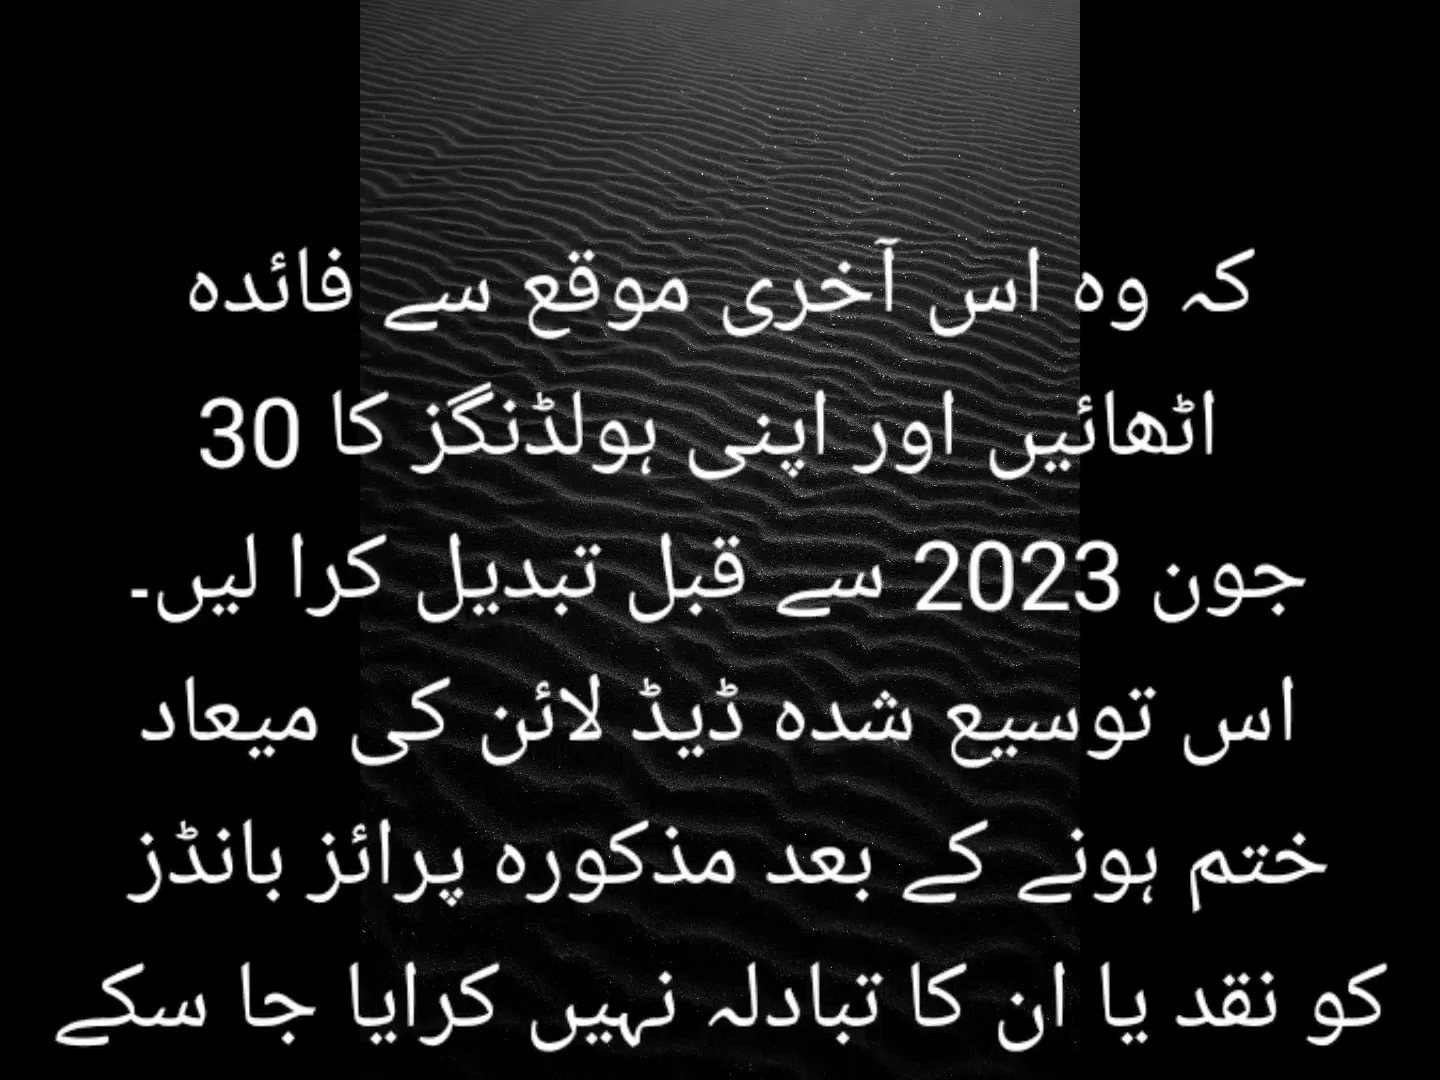 کہ وہ اس آخری موقع سے فائدہ
اٹھائیں اور اپنی ہولڈنگز کا 30
جون 2023 سے قبل تبدیل کرا لیں۔
اس توسیع شدہ ڈیڈ لائن کی میعاد
ختم ہونے کے بعد مذکورہ پرائز بانڈز
کو نقد یا ان کا تبادلہ نہیں کرایا جا سکے